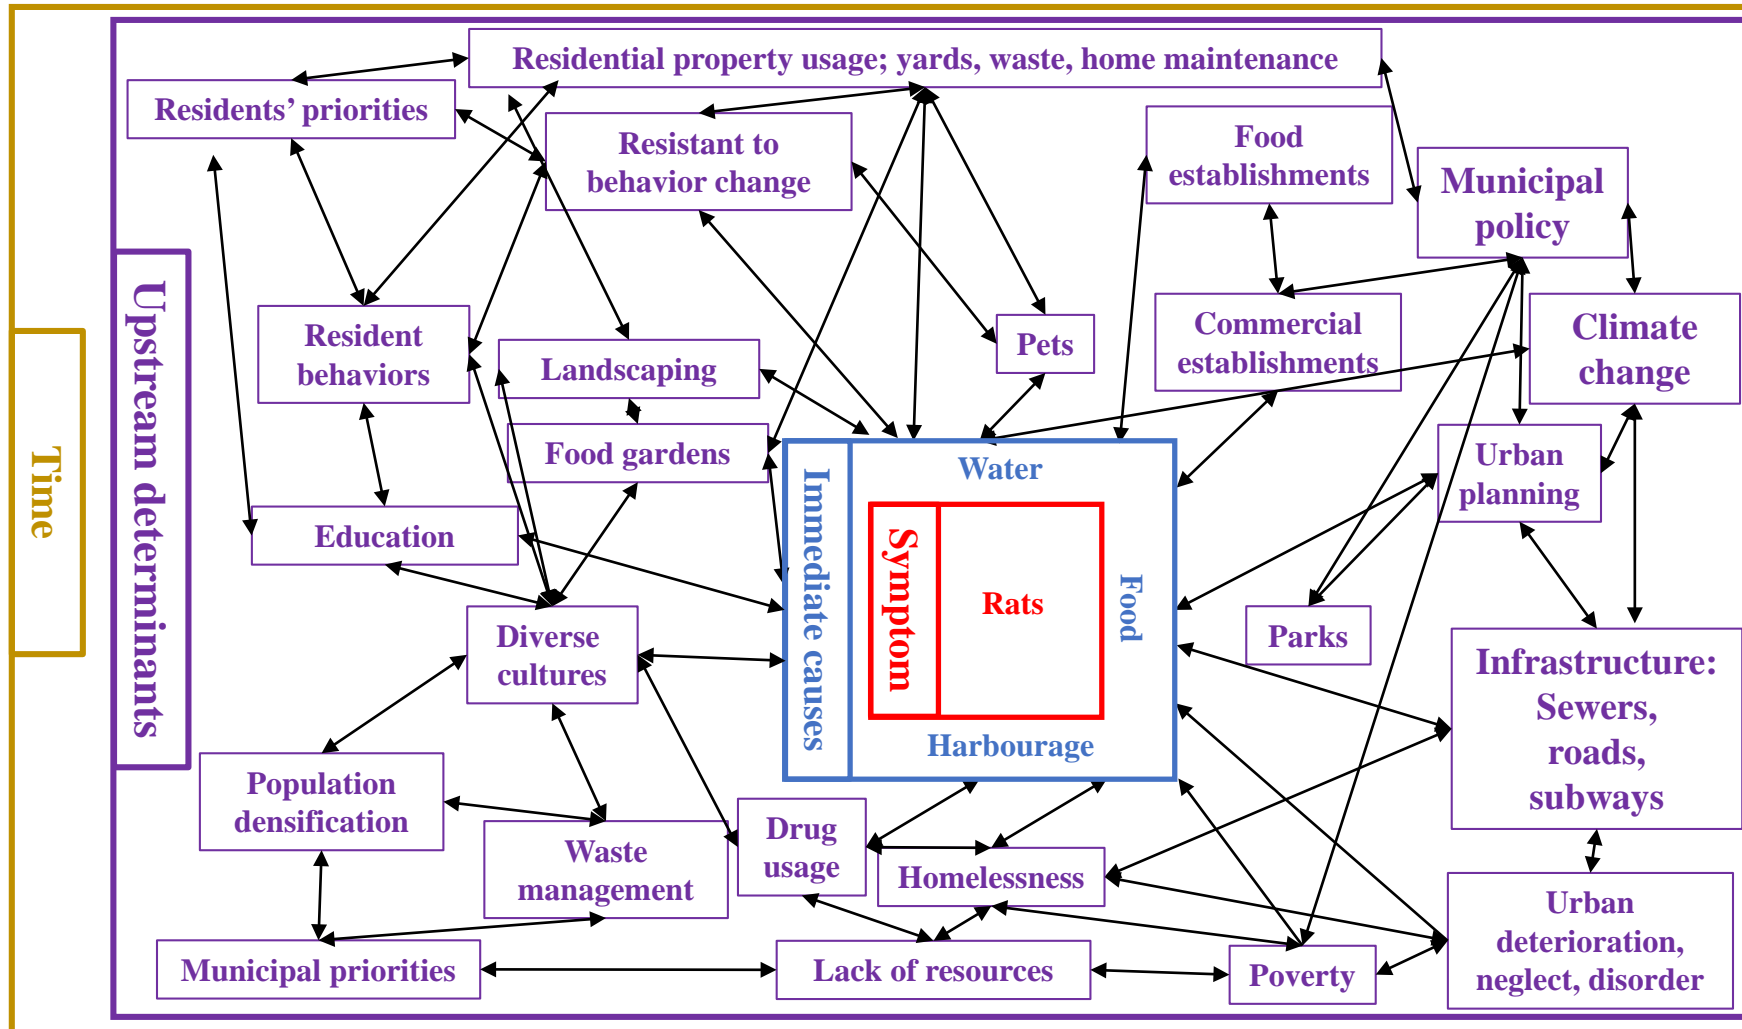 Time
Upstream determinants
Residential property usage; yards, waste, home maintenance
Residents’ priorities
Resistant to
behavior change
Food
establishments
Municipal
policy
Resident
behaviors
Landscaping
Pets
Commercial
establishments
Climate
change
Food gardens
Urban
planning
Education
Immediate causes
Water
Symptom
Rats
Food
Harbourage
Diverse
cultures
Parks
Infrastructure:
Sewers,
roads,
subways
Population
densification
Waste
management
Drug
usage
Homelessness
Urban
deterioration,
neglect, disorder
Municipal priorities
Lack of resources
Poverty